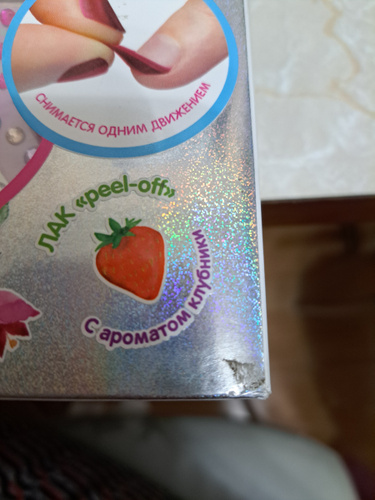 СНИМАЕТСЯ ОДНИМ ДВИЖЕНИЕМ
ЛАК «peel-off»
С ароматом клубники